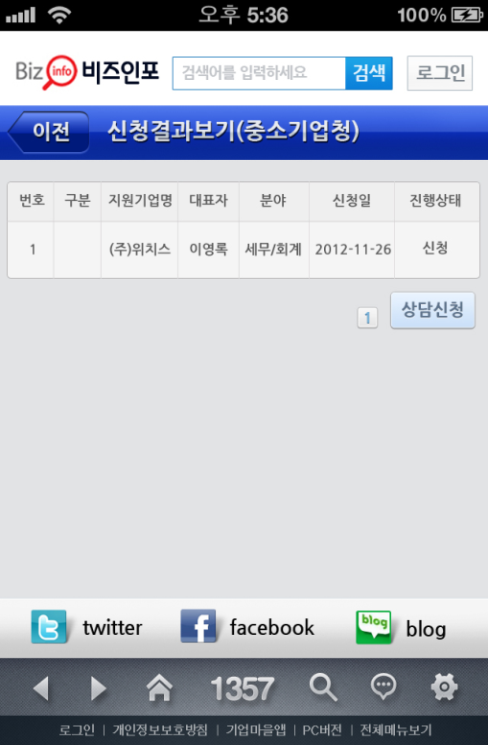 오후 5:36 100%
Biz info 비즈인포 검색어를 입력하세요 검색 로그인
이전 신청결과보기(중소기업청)
번호 구분 지원기업명 대표자 분야 신청일 진행상태
1 (주)위치스 이영록 세무/회계 2012-11-26 신청
1 상담신청
twitter facebook blog blog
1357
로그인 | 개인정보보호방침 | 기업마을앱 | PC버전 | 전체메뉴보기